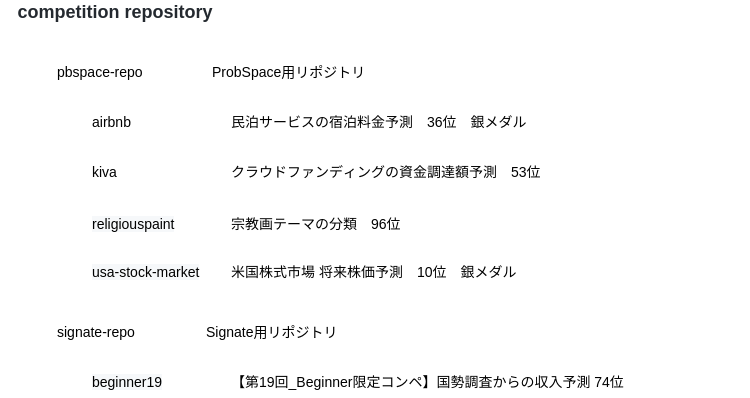 competition repository
pbspace-repo ProbSpace用リポジトリ
airbnb 民泊サービスの宿泊料金予測　36位　銀メダル
kiva クラウドファンディングの資金調達額予測　53位
religiouspaint 宗教画テーマの分類　96位
usa-stock-market 米国株式市場 将来株価予測　10位　銀メダル
signate-repo Signate用リポジトリ
beginner19 【第19回_Beginner限定コンペ】国勢調査からの収入予測 74位